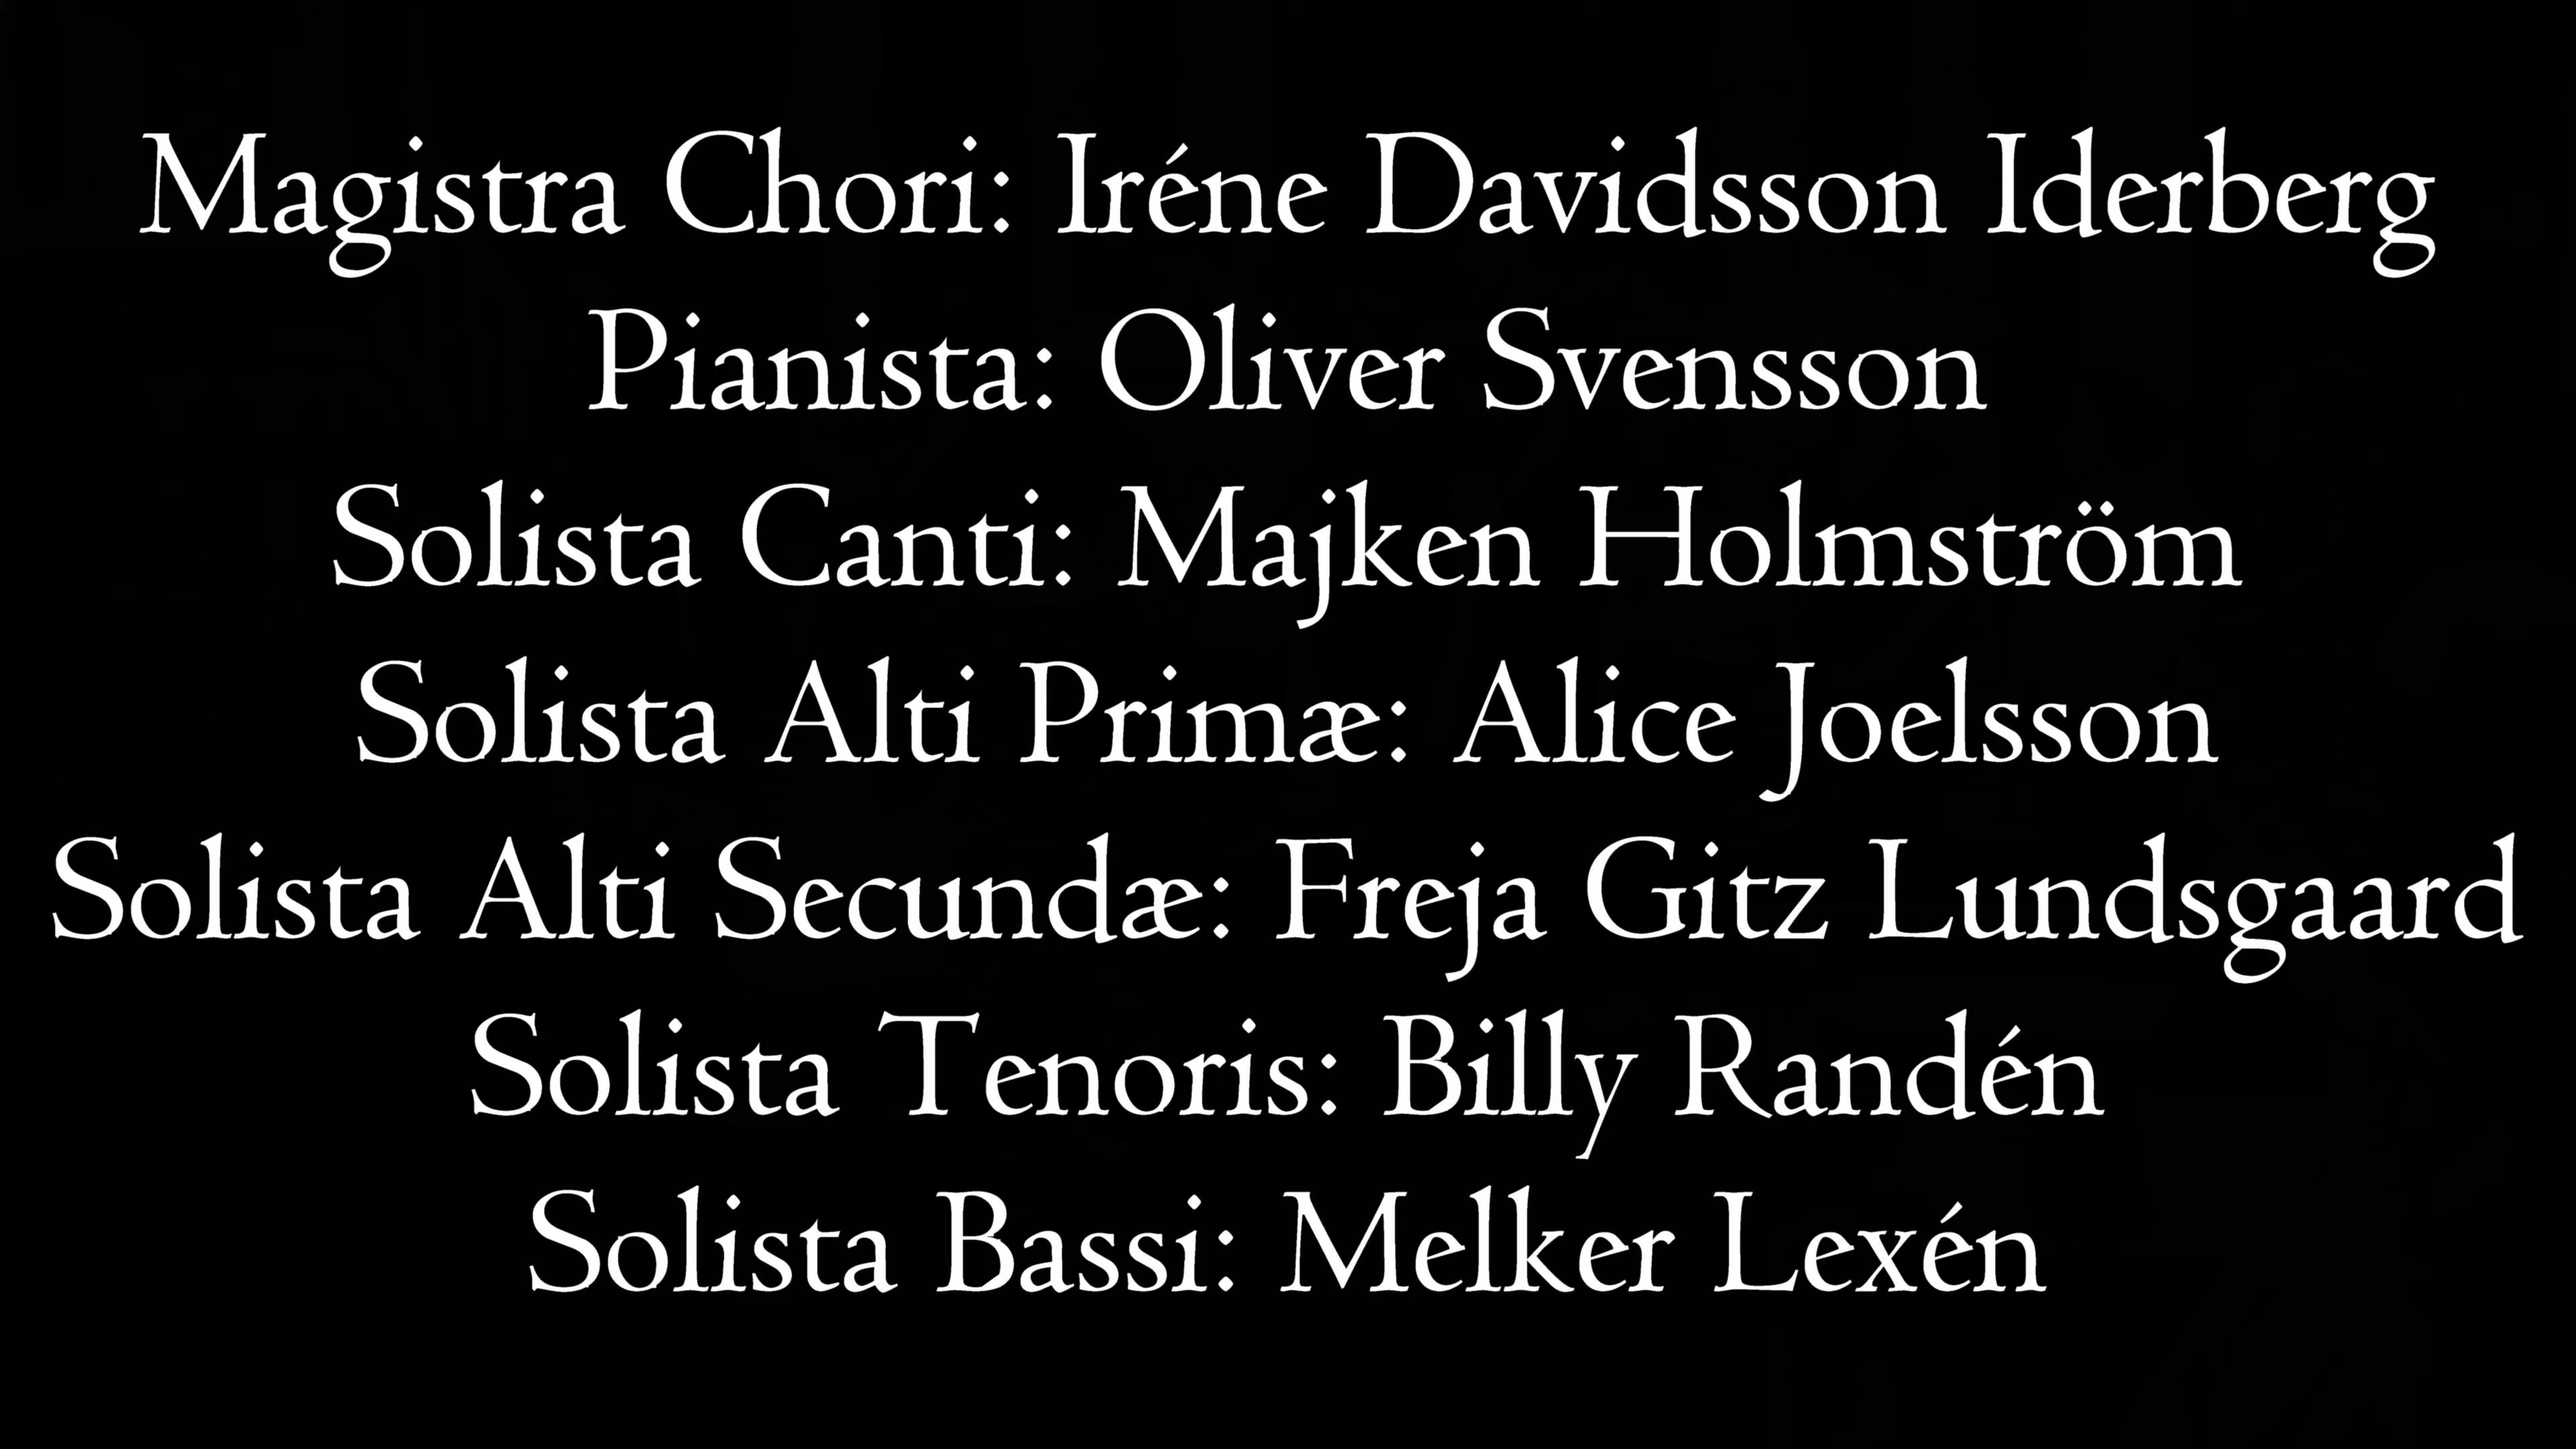 Magistra Chori: Iréne Davidsson Iderberg
Pianista: Oliver Svensson
Solista Canti: Majken Holmström
Solista Alti Primæ: Alice Joelsson
Solista Alti Secundæ: Freja Gitz Lundsgaard
Solista Tenoris: Billy Randén
Solista Bassi: Melker Lexén